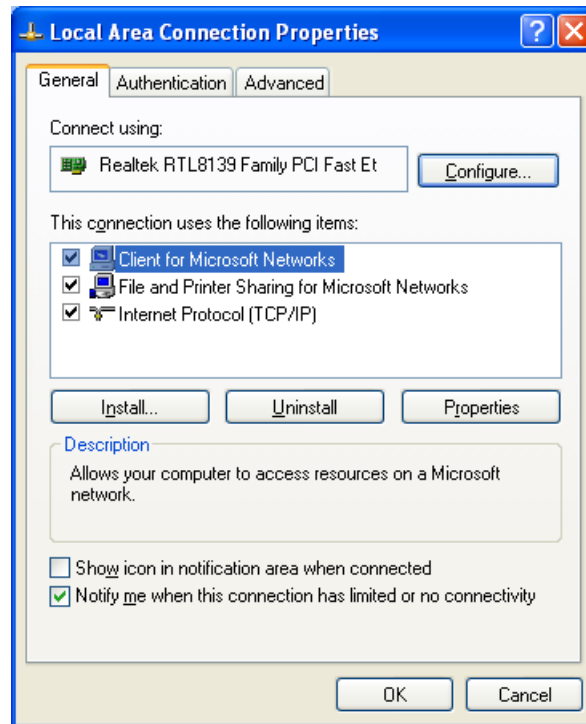 Local Area Connection Properties
General Authentication Advanced
Connect using:
Realtek RTL8139 Family PCI Fast Et
Configure...
This connection uses the following items:
Client for Microsoft Networks
File and Printer Sharing for Microsoft Networks
Internet Protocol (TCP/IP)
Install... Uninstall Properties
Description
Allows your computer to access resources on a Microsoft
network.
Show icon in notification area when connected
Notify me when this connection has limited or no connectivity
OK Cancel